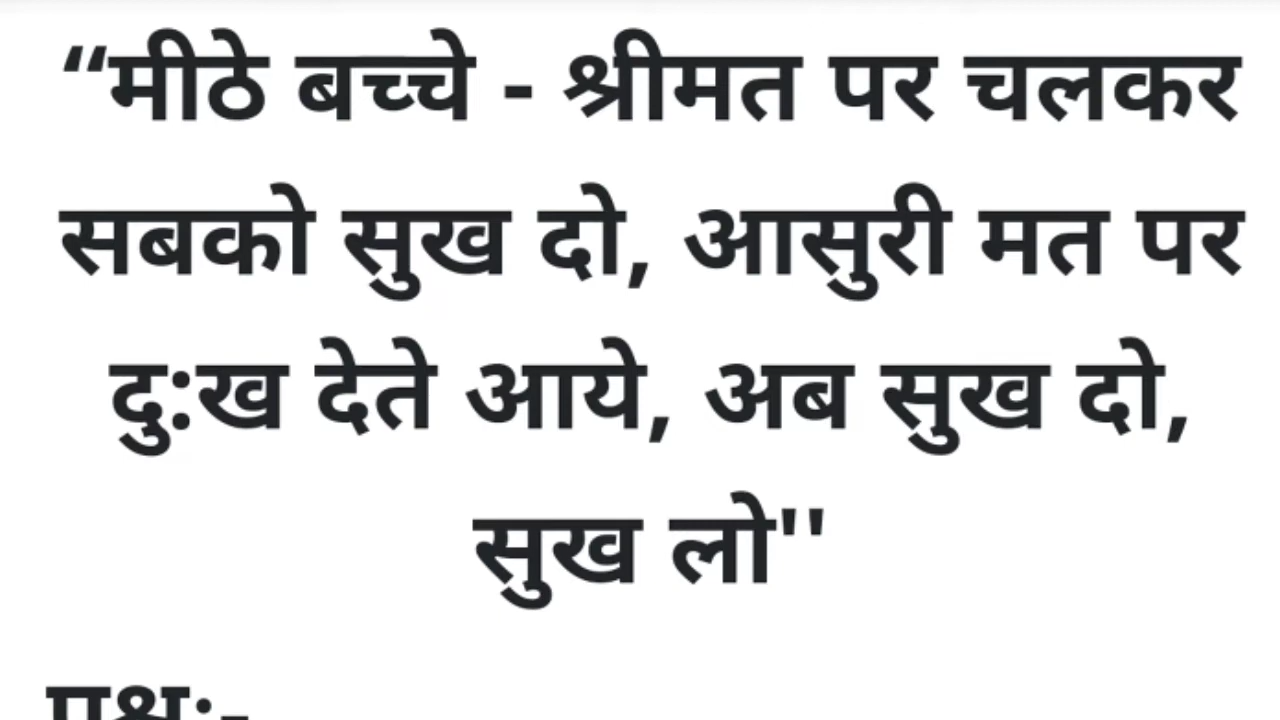 “मीठे बच्चे - श्रीमत पर चलकर
सबको सुख दो, आसुरी मत पर
दु:ख देते आये, अब सुख दो,
सुख लो''